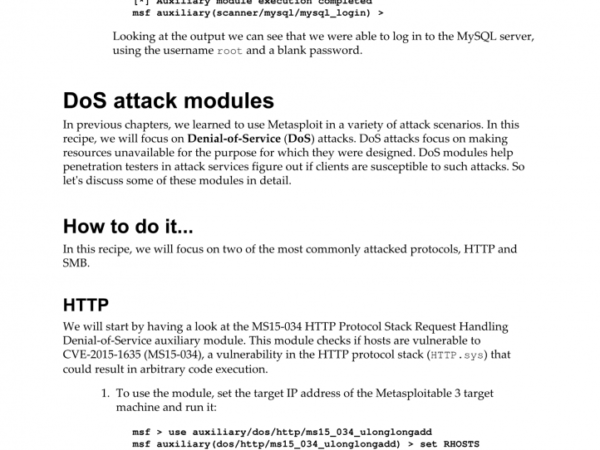 [*] Auxiliary module execution completed
msf auxiliary(scanner/mysql/mysql_login) >
Looking at the output we can see that we were able to log in to the MySQL server,
using the username root and a blank password.
DoS attack modules
In previous chapters, we learned to use Metasploit in a variety of attack scenarios. In this
recipe, we will focus on Denial-of-Service (DoS) attacks. DoS attacks focus on making
resources unavailable for the purpose for which they were designed. DoS modules help
penetration testers in attack services figure out if clients are susceptible to such attacks. So
let's discuss some of these modules in detail.
How to do it...
In this recipe, we will focus on two of the most commonly attacked protocols, HTTP and
SMB.
HTTP
We will start by having a look at the MS15-034 HTTP Protocol Stack Request Handling
Denial-of-Service auxiliary module. This module checks if hosts are vulnerable to
CVE-2015-1635 (MS15-034), a vulnerability in the HTTP protocol stack (HTTP.sys) that
could result in arbitrary code execution.
1. To use the module, set the target IP address of the Metasploitable 3 target
machine and run it:
msf > use auxiliary/dos/http/ms15_034_ulonglongadd
msf auxiliary(dos/http/ms15_034_ulonglongadd) > set RHOSTS